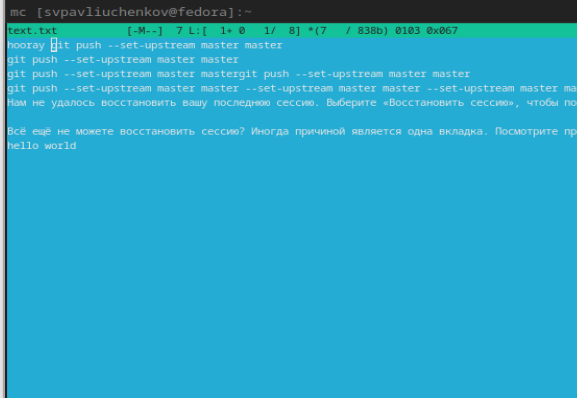 mc [svpavliuchenkov@fedora]:~
text.txt [-M--] 7 L:[ 1+ 0 1/ 8] *(7 / 838b) 0103 0x067
hooray git push --set-upstream master master
git push --set-upstream master master
git push --set-upstream master mastergit push --set-upstream master master
git push --set-upstream master master --set-upstream master master --set-upstream master ma
Нам не удалось восстановить вашу последнюю сессию. Выберите «Восстановить сессию», чтобы по
Всё ещё не можете восстановить сессию? Иногда причиной является одна вкладка. Посмотрите пр
hello world